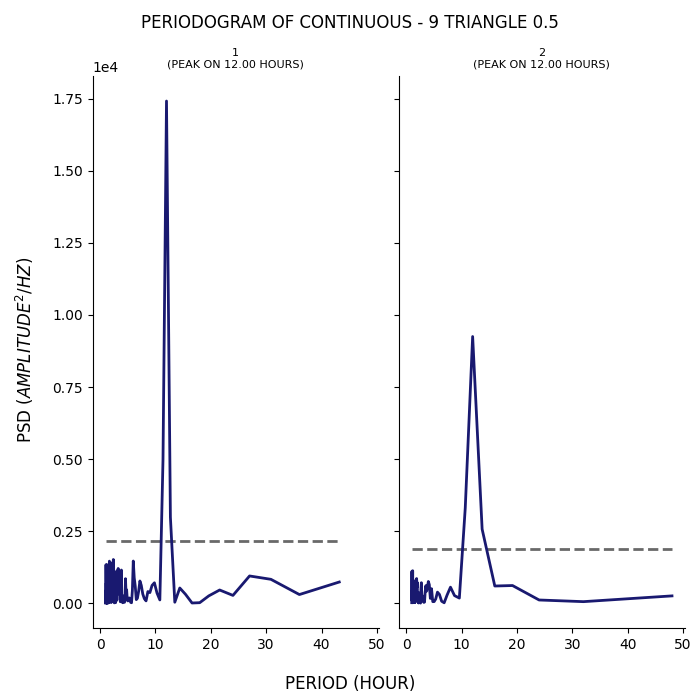 PERIODOGRAM OF CONTINUOUS - 9 TRIANGLE 0.5
1
(PEAK ON 12.00 HOURS)
2
(PEAK ON 12.00 HOURS)
1e4
1.75
1.50
1.25
1.00
0.75
0.50
0.25
0.00
PSD (AMPLITUDE²/HZ)
0 10 20 30 40 50
0 10 20 30 40 50
PERIOD (HOUR)